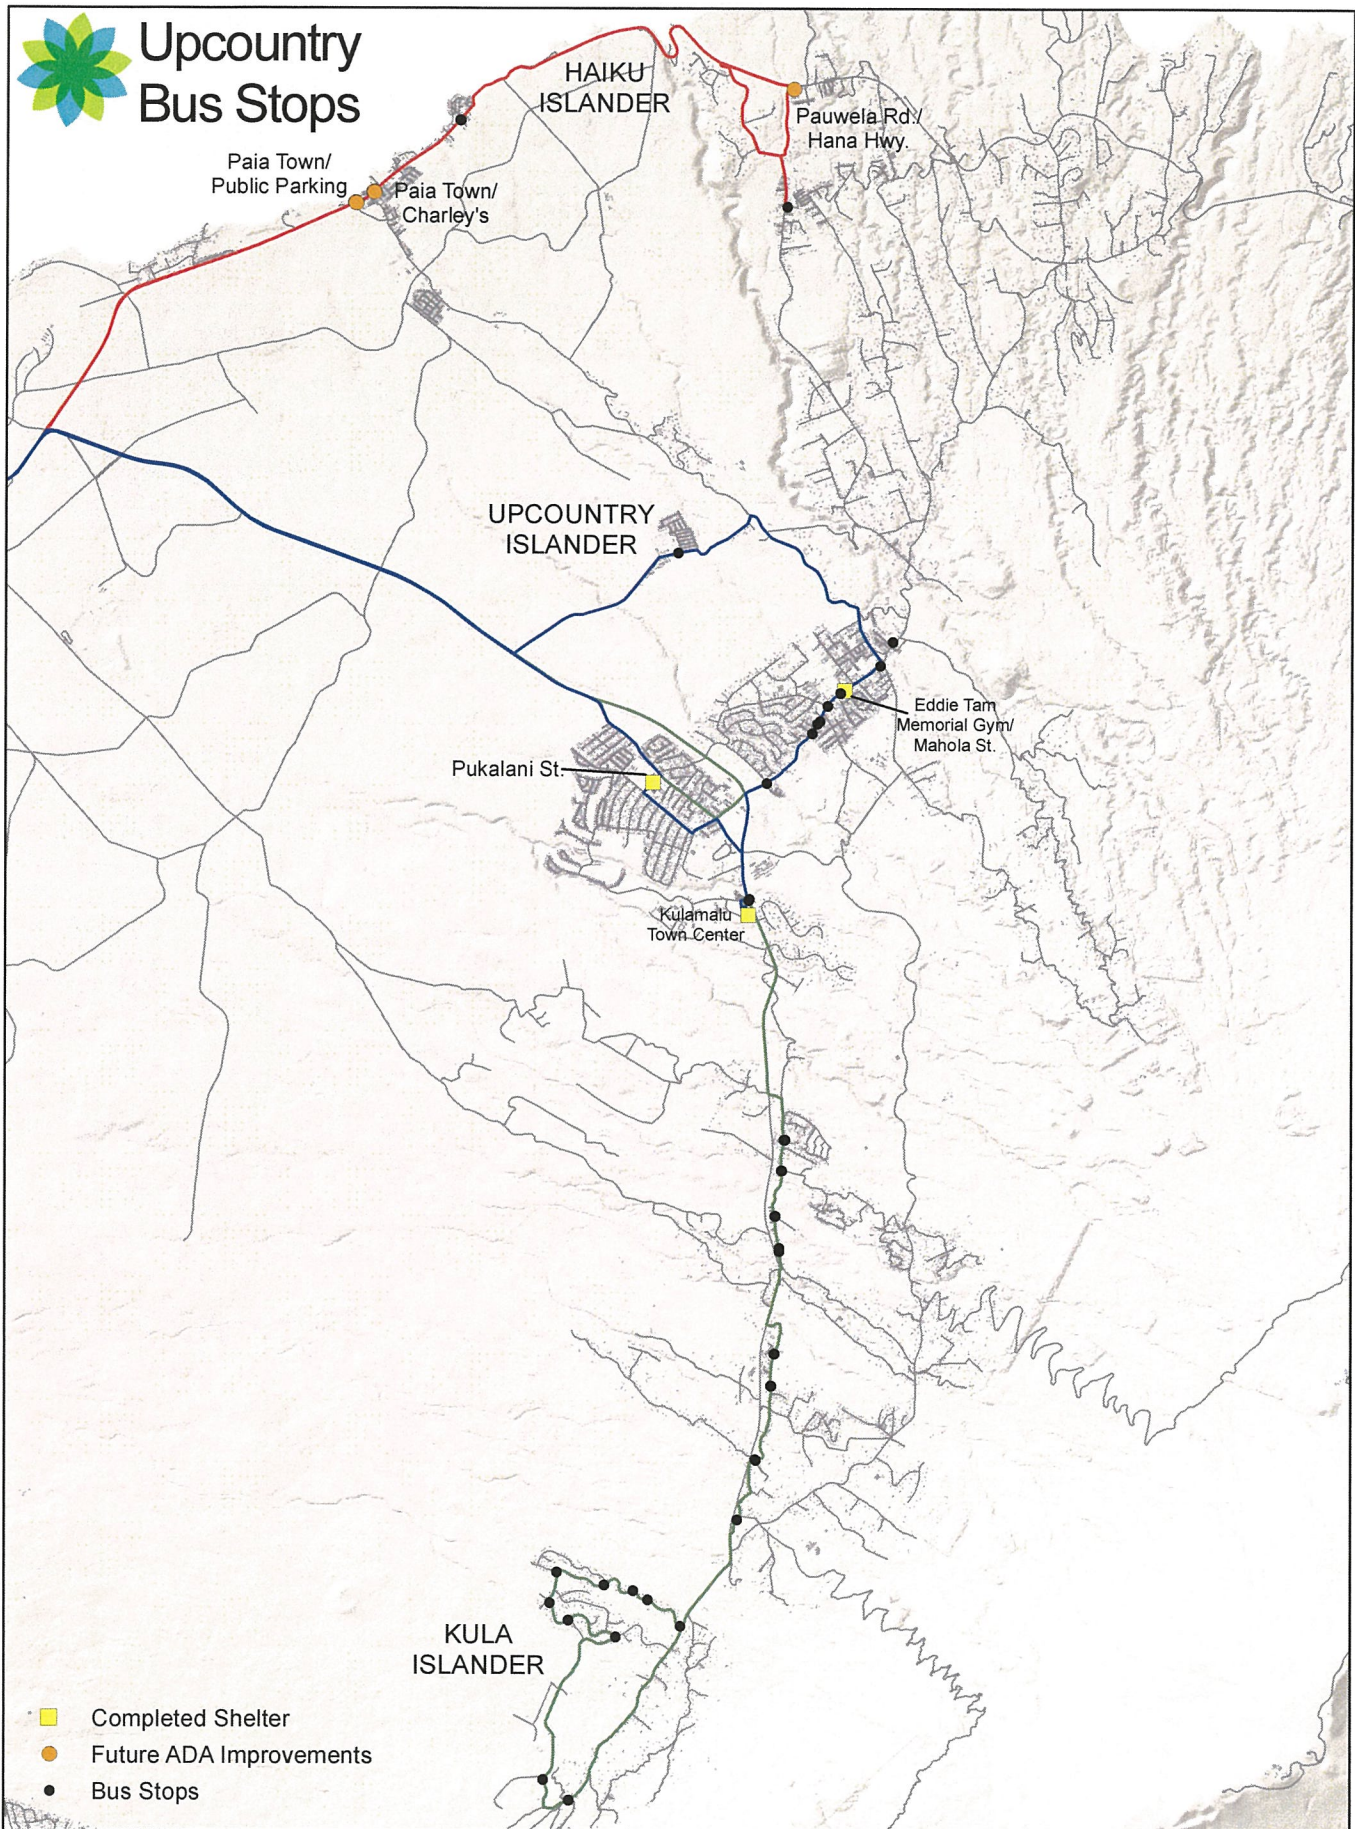 Upcountry
Bus Stops
HAIKU
ISLANDER
Pauwela Rd./
Hana Hwy.
Paia Town/
Public Parking
Paia Town/
Charley's
UPCOUNTRY
ISLANDER
Eddie Tam
Memorial Gym/
Mahola St.
Pukalani St.
Kulamalu
Town Center
KULA
ISLANDER
Completed Shelter
Future ADA Improvements
Bus Stops